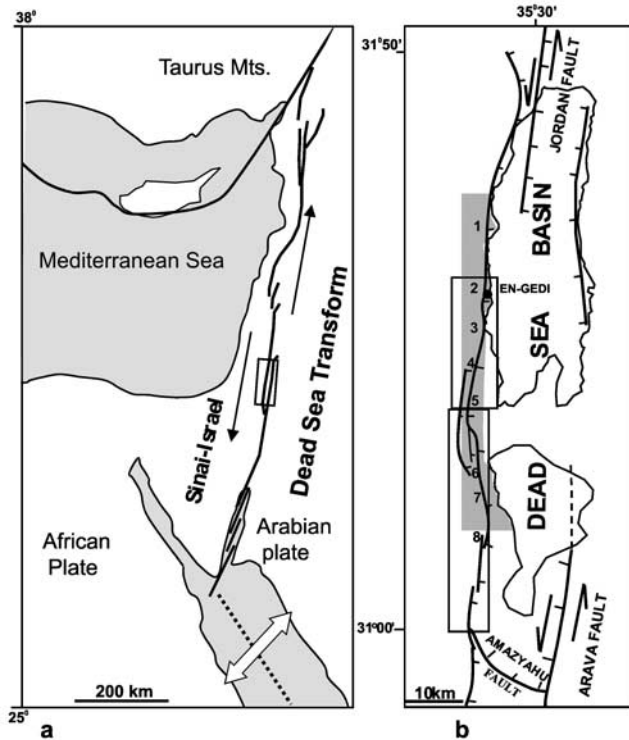 38°
Taurus Mts.
Mediterranean Sea
Sinai-Israel
Dead Sea Transform
African
Plate
Arabian
plate
200 km
25°
a
35°30'
31°50'
JORDAN FAULT
1
2
EN-GEDI
3
4
5
6
7
8
DEAD SEA BASIN
31°00'
AMAZYAHU
FAULT
ARAVA FAULT
10km
b